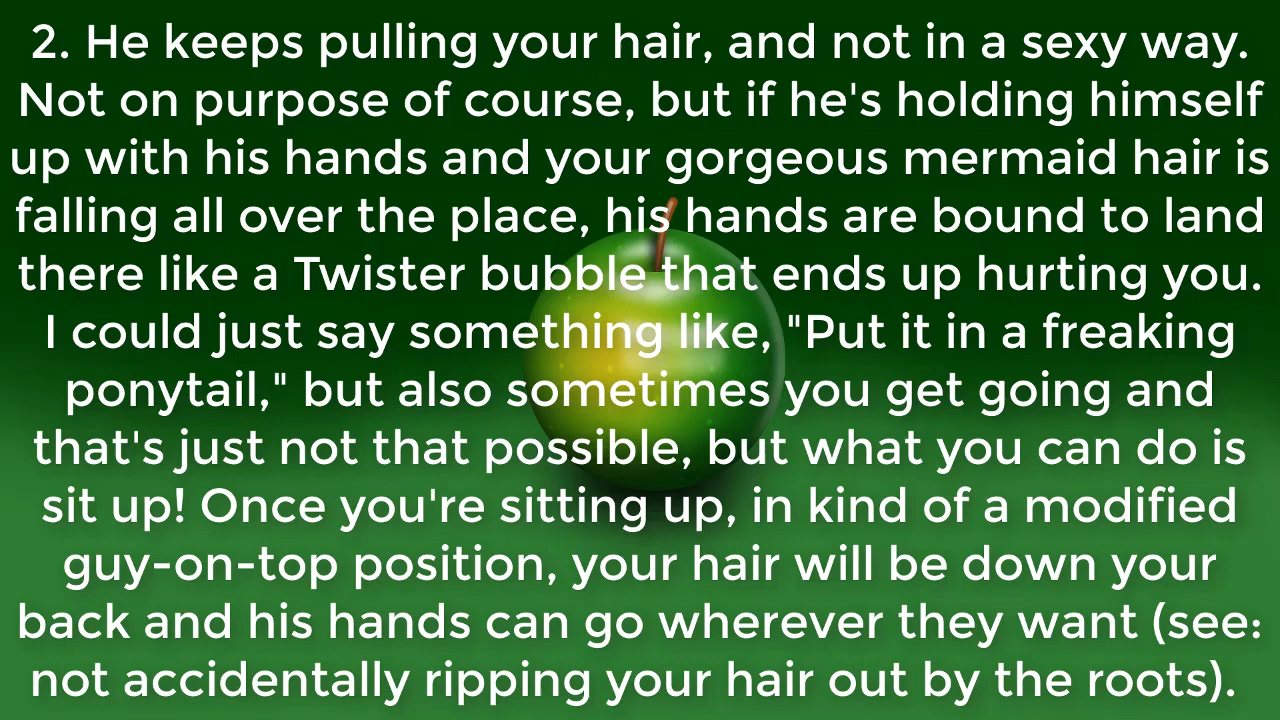 2. He keeps pulling your hair, and not in a sexy way.
Not on purpose of course, but if he's holding himself
up with his hands and your gorgeous mermaid hair is
falling all over the place, his hands are bound to land
there like a Twister bubble that ends up hurting you.
I could just say something like, "Put it in a freaking
ponytail," but also sometimes you get going and
that's just not that possible, but what you can do is
sit up! Once you're sitting up, in kind of a modified
guy-on-top position, your hair will be down your
back and his hands can go wherever they want (see:
not accidentally ripping your hair out by the roots).